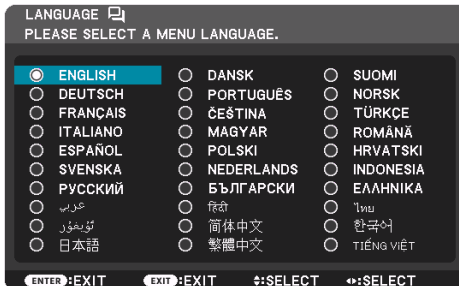 LANGUAGE
PLEASE SELECT A MENU LANGUAGE.
ENGLISH DANSK SUOMI
DEUTSCH PORTUGUÊS NORSK
FRANÇAIS ČEŠTINA TÜRKÇE
ITALIANO MAGYAR ROMÂNĂ
ESPAÑOL POLSKI HRVATSKI
SVENSKA NEDERLANDS INDONESIA
РУССКИЙ БЪЛГАРСКИ ΕΛΛΗΝΙΚΑ
عربي हिंदी ไทย
ئۇيغۇر 简体中文 한국어
日本語 繁體中文 TIẾNG VIỆT
ENTER :EXIT EXIT :EXIT :SELECT :SELECT